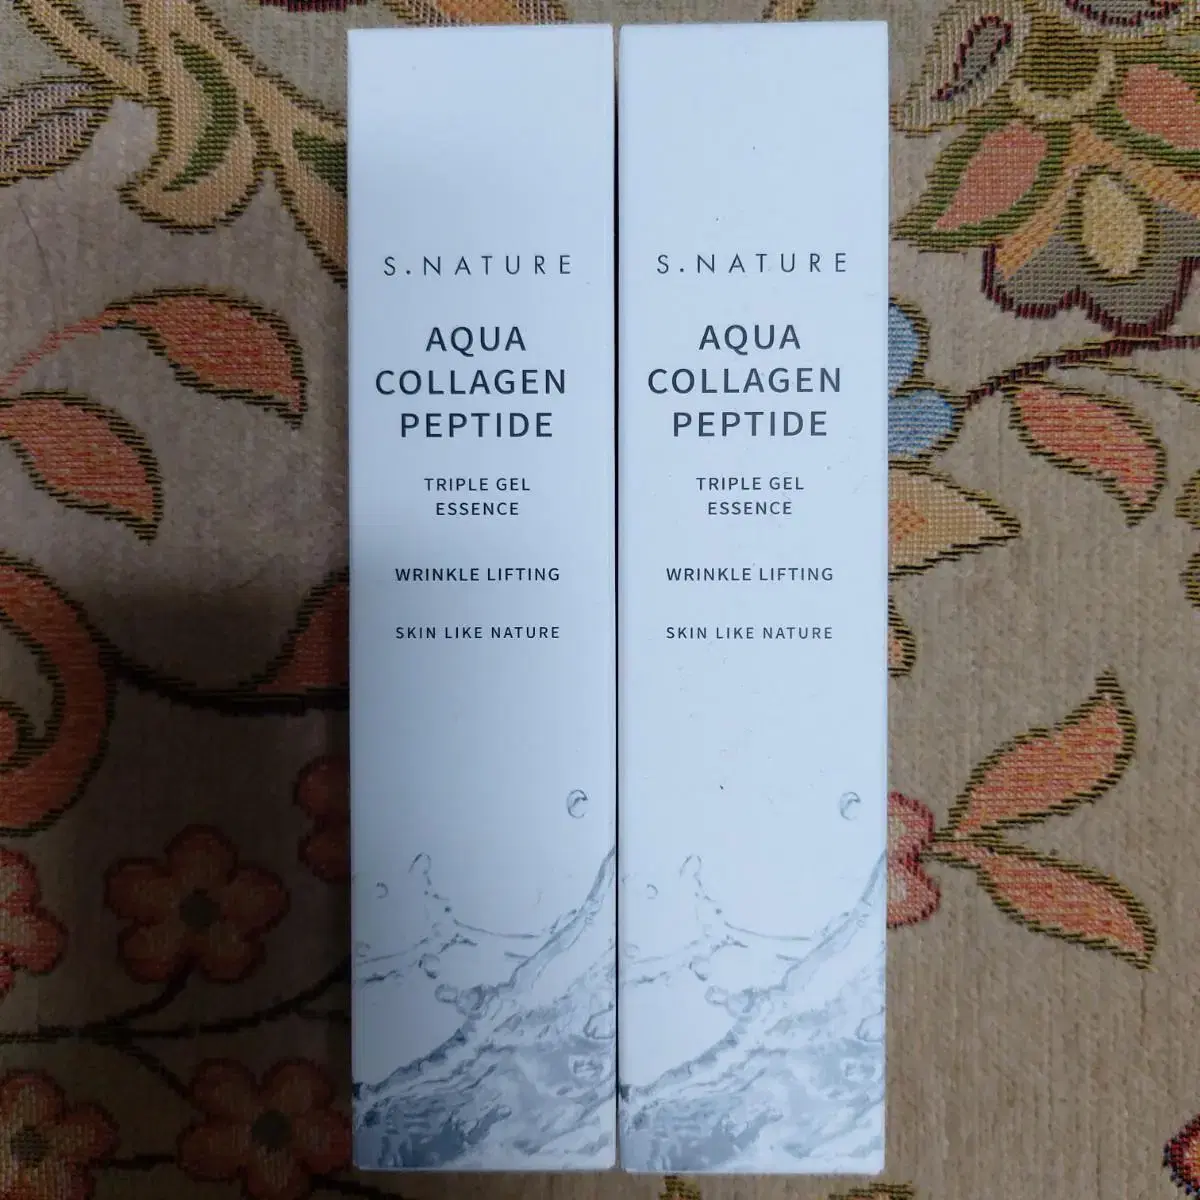 S.NATURE
AQUA
COLLAGEN
PEPTIDE
TRIPLE GEL
ESSENCE
WRINKLE LIFTING
SKIN LIKE NATURE
S.NATURE
AQUA
COLLAGEN
PEPTIDE
TRIPLE GEL
ESSENCE
WRINKLE LIFTING
SKIN LIKE NATURE